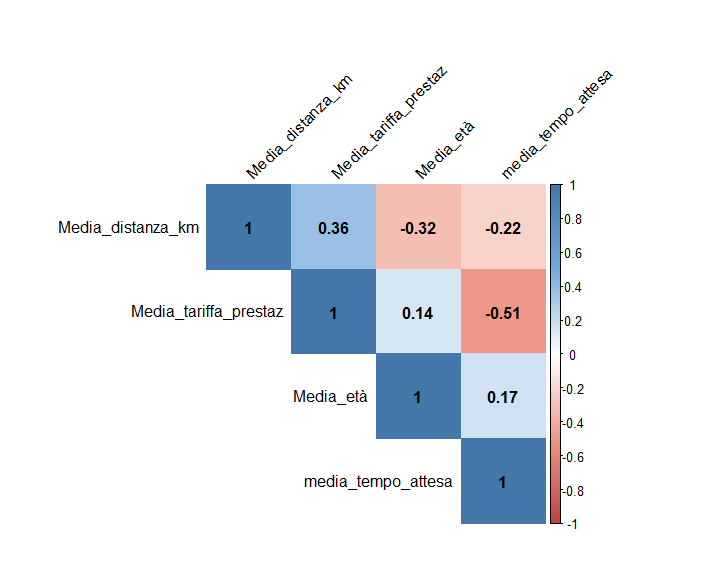 Media_distanza_km
Media_tariffa_prestaz
Media_età
media_tempo_attesa
Media_distanza_km 1 0.36 -0.32 -0.22
Media_tariffa_prestaz 1 0.14 -0.51
Media_età 1 0.17
media_tempo_attesa 1
1
0.8
0.6
0.4
0.2
0
-0.2
-0.4
-0.6
-0.8
-1